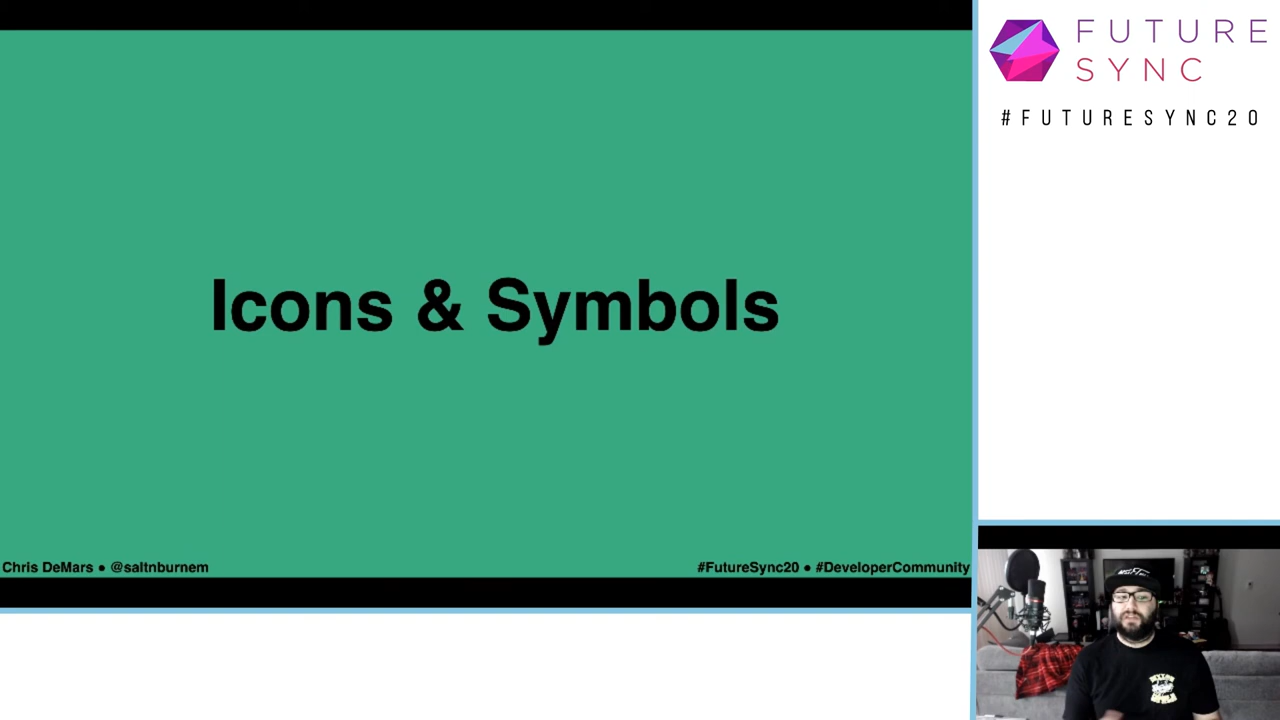 Icons & Symbols
Chris DeMars ● @saltnburnem
#FutureSync20 ● #DeveloperCommunity
FUTURE
SYNC
#FUTURESYNC20